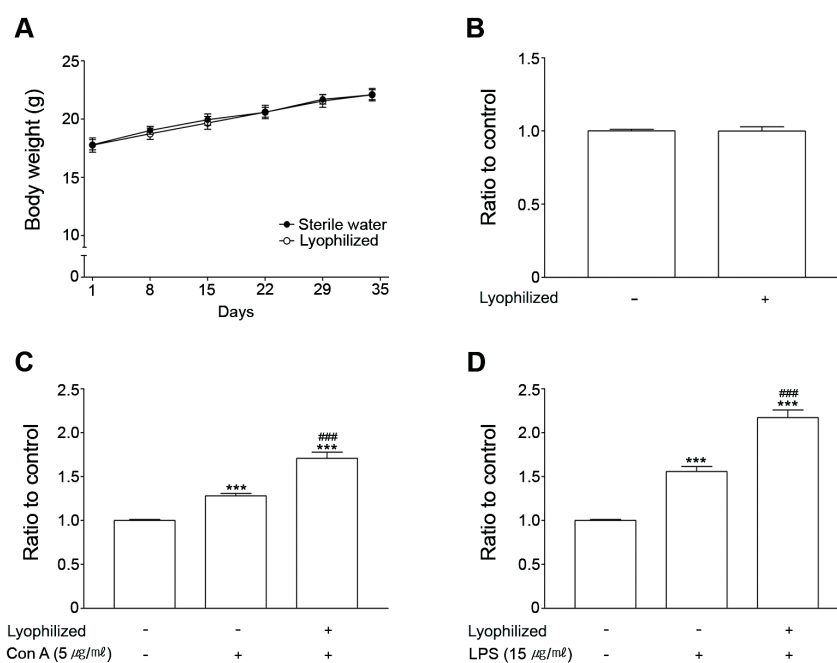 A
Body weight (g)
25
20
15
10
0
1 8 15 22 29 35
Days
Sterile water
Lyophilized
B
Ratio to control
1.5
1.0
0.5
0
Lyophilized - +
C
Ratio to control
2.5
2.0
1.5
1.0
0.5
0
***
###
***
Lyophilized - - +
Con A (5 ㎍/㎖) - + +
D
Ratio to control
2.5
2.0
1.5
1.0
0.5
0
***
###
***
Lyophilized - - +
LPS (15 ㎍/㎖) - + +